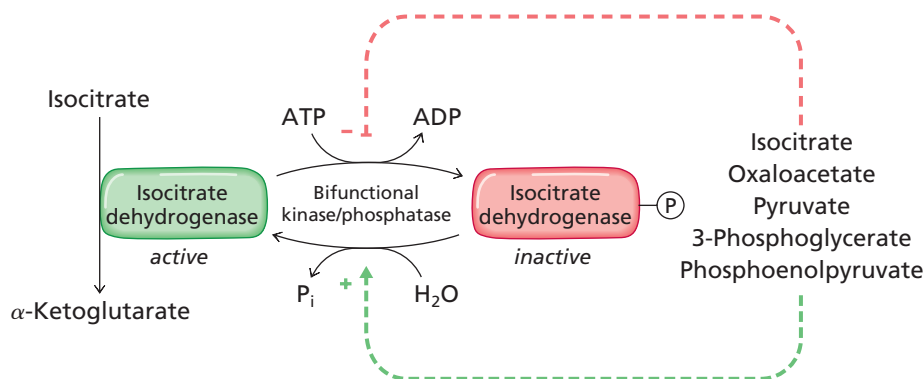 Isocitrate
α-Ketoglutarate
Isocitrate
dehydrogenase
active
ATP
ADP
–
Bifunctional
kinase/phosphatase
Pi
+
H2O
Isocitrate
dehydrogenase
P
inactive
Isocitrate
Oxaloacetate
Pyruvate
3-Phosphoglycerate
Phosphoenolpyruvate